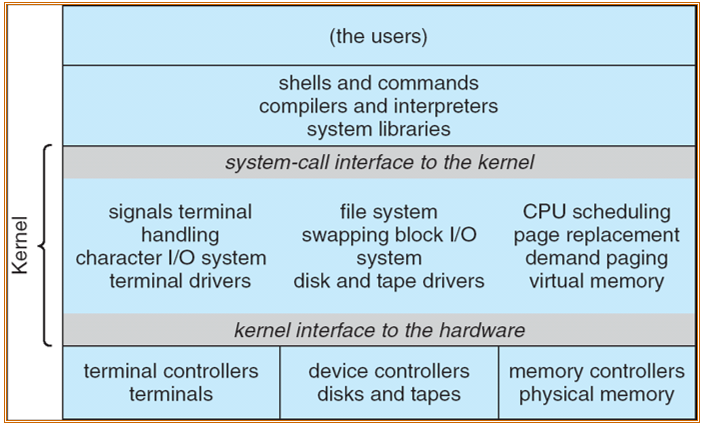 (the users)
shells and commands
compilers and interpreters
system libraries
Kernel
system-call interface to the kernel
signals terminal
handling
character I/O system
terminal drivers
file system
swapping block I/O
system
disk and tape drivers
CPU scheduling
page replacement
demand paging
virtual memory
kernel interface to the hardware
terminal controllers
terminals
device controllers
disks and tapes
memory controllers
physical memory